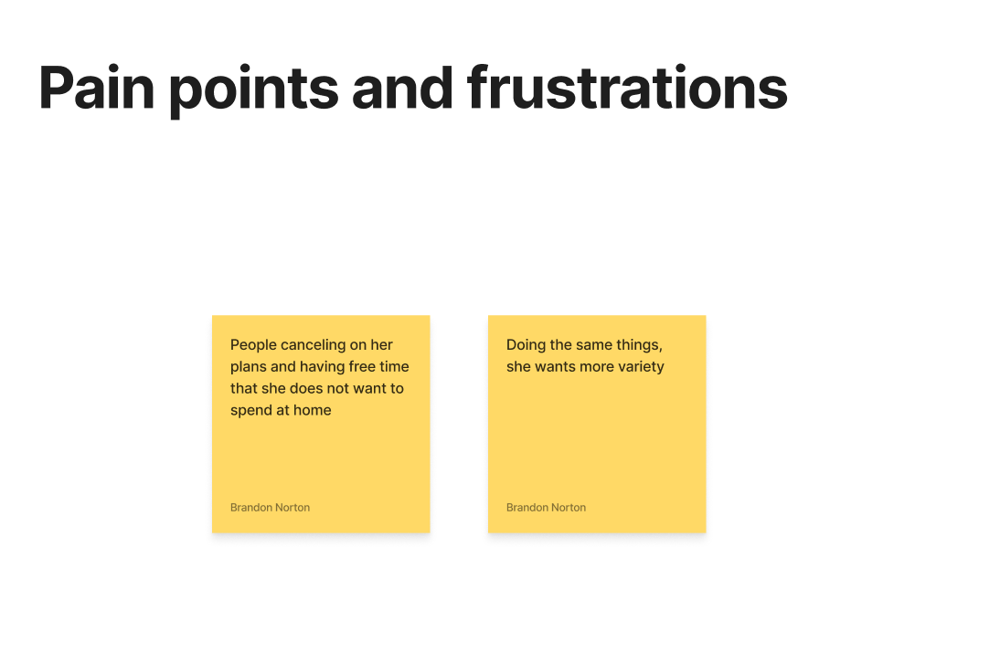 Pain points and frustrations
People canceling on her
plans and having free time
that she does not want to
spend at home
Brandon Norton
Doing the same things,
she wants more variety
Brandon Norton